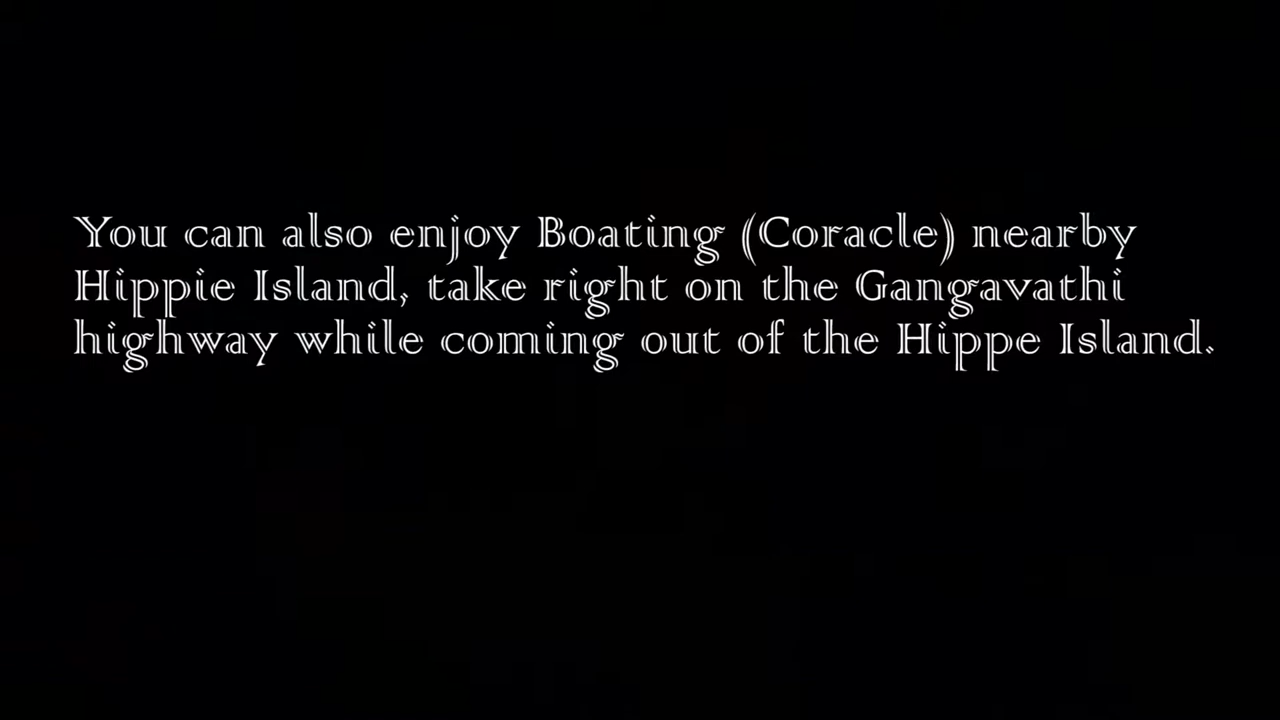 You can also enjoy Boating (Coracle) nearby
Hippie Island, take right on the Gangavathi
highway while coming out of the Hippe Island.